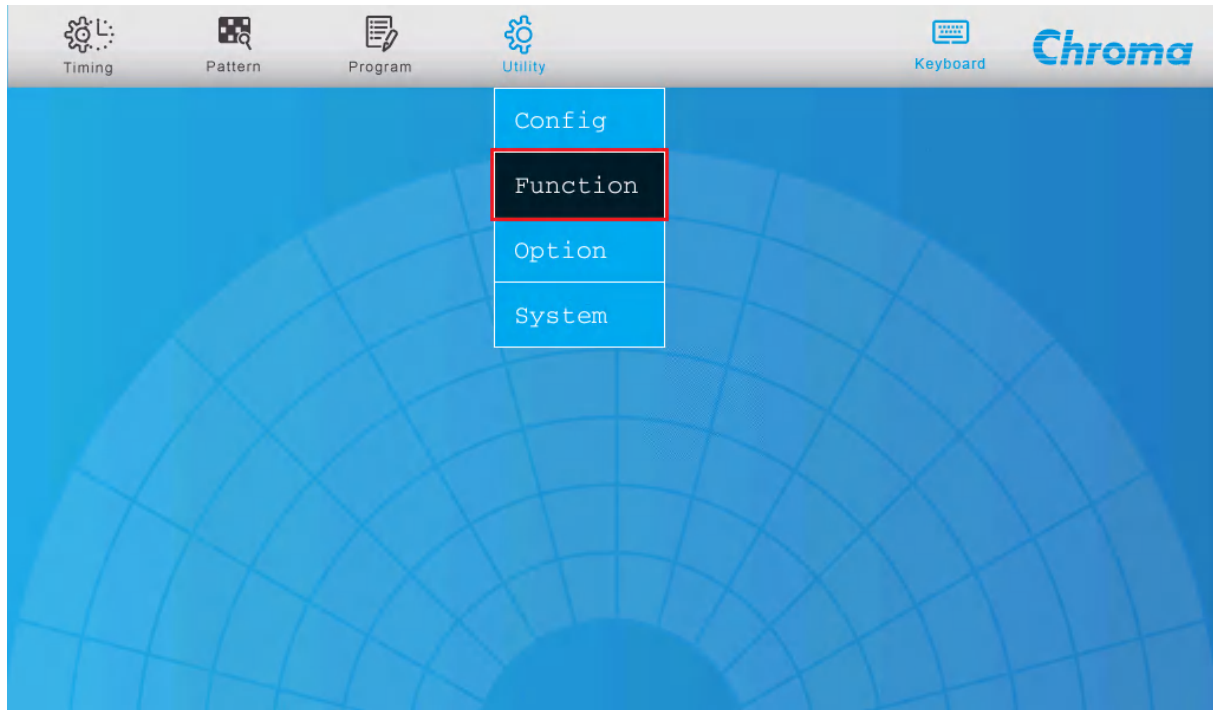 Timing
Pattern
Program
Utility
Keyboard
Chroma
Config
Function
Option
System